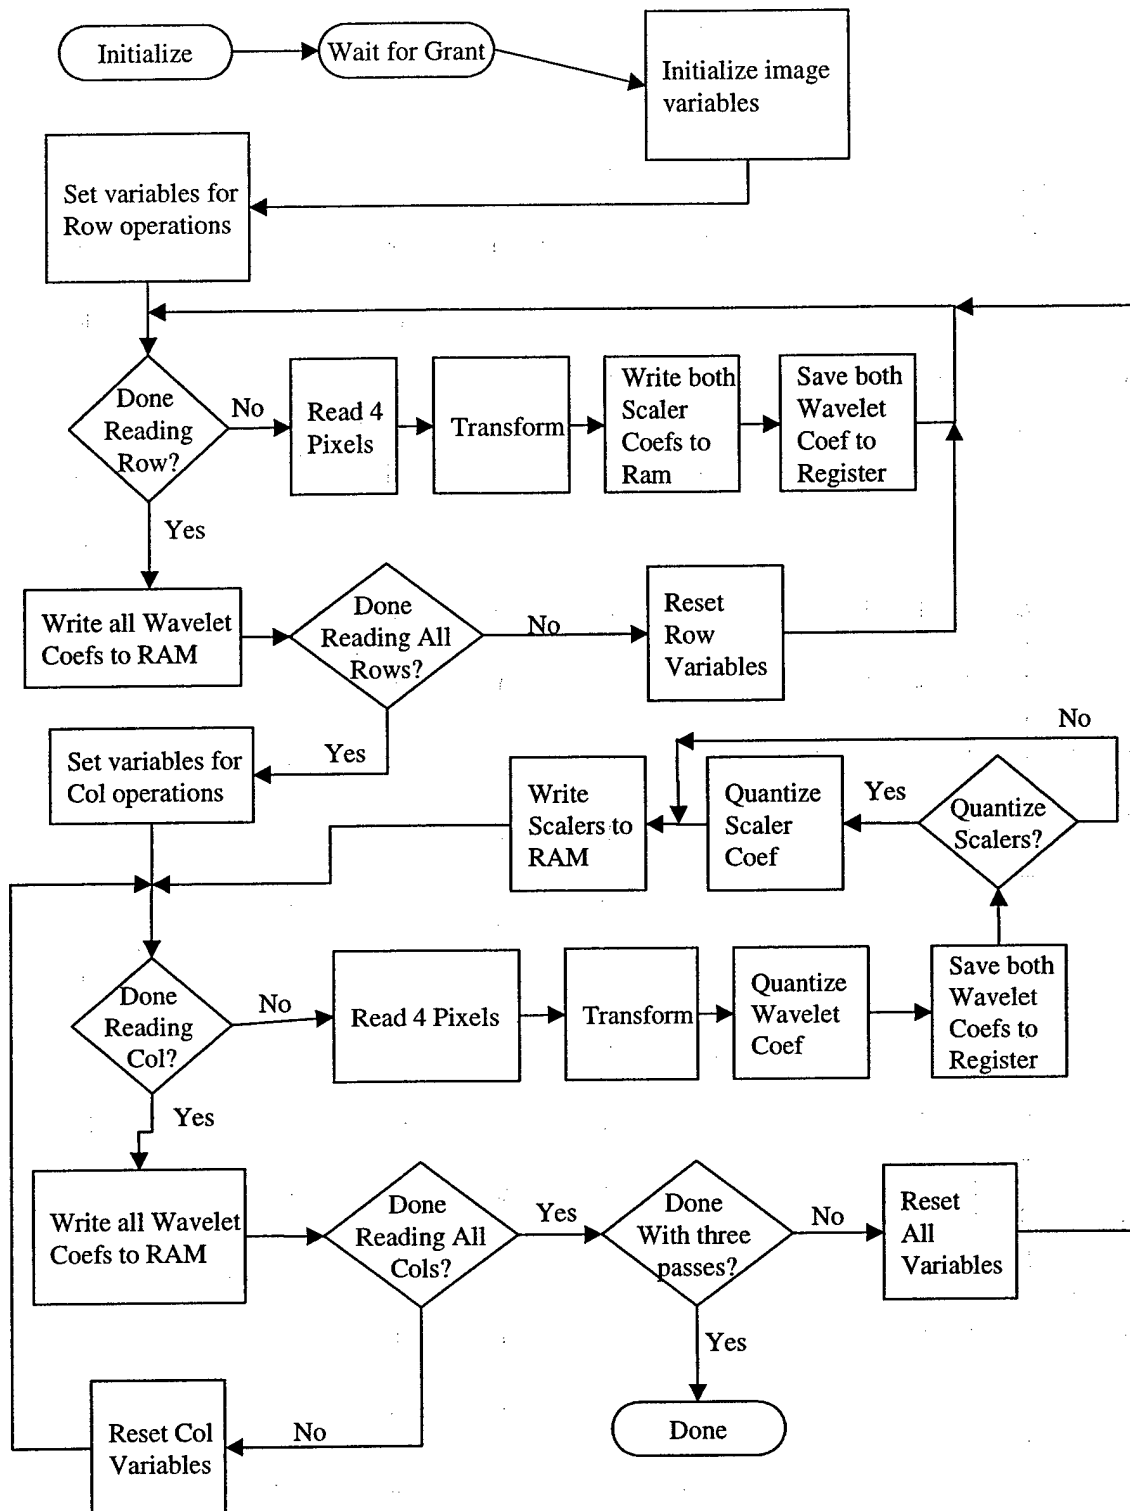 Initialize
Wait for Grant
Initialize image
variables
Set variables for
Row operations
Done
Reading
Row?
No
Read 4
Pixels
Transform
Write both
Scaler
Coefs to
Ram
Save both
Wavelet
Coef to
Register
Yes
Write all Wavelet
Coefs to RAM
Done
Reading All
Rows?
No
Reset
Row
Variables
Yes
Set variables for
Col operations
Write
Scalers to
RAM
Quantize
Scaler
Coef
Yes
Quantize
Scalers?
No
Done
Reading
Col?
No
Read 4 Pixels
Transform
Quantize
Wavelet
Coef
Save both
Wavelet
Coefs to
Register
Yes
Write all Wavelet
Coefs to RAM
Done
Reading All
Cols?
Yes
Done
With three
passes?
No
Reset
All
Variables
Yes
Done
No
Reset Col
Variables